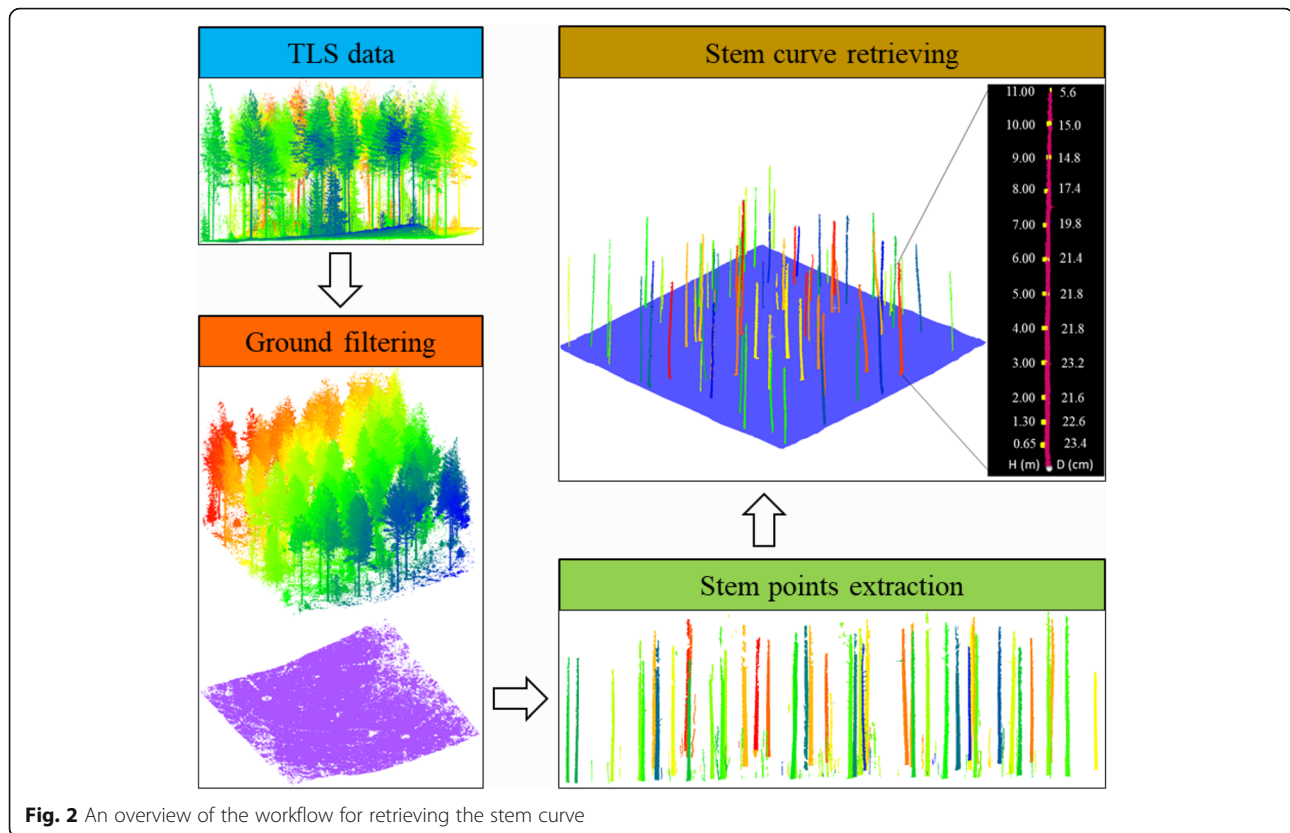 TLS data
Ground filtering
Stem points extraction
Stem curve retrieving
11.00 5.6
10.00 15.0
9.00 14.8
8.00 17.4
7.00 19.8
6.00 21.4
5.00 21.8
4.00 21.8
3.00 23.2
2.00 21.6
1.30 22.6
0.65 23.4
H (m) D (cm)
Fig. 2 An overview of the workflow for retrieving the stem curve